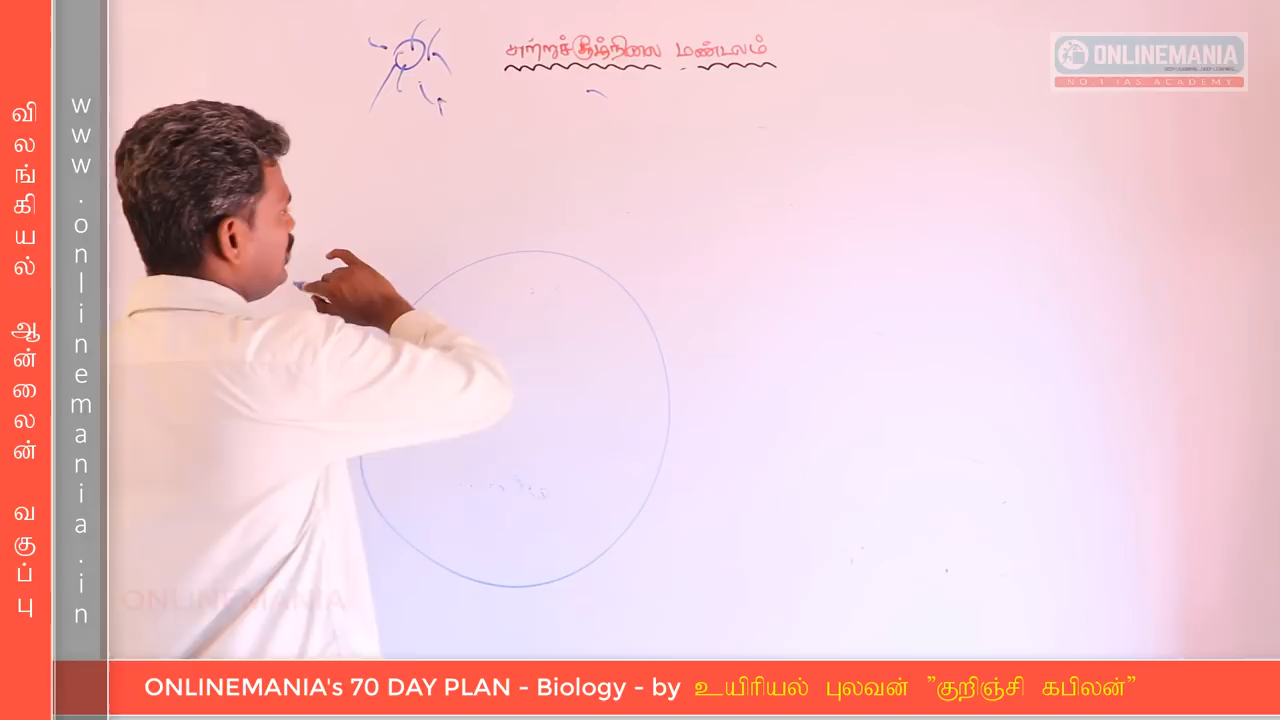 சுற்றுச்சூழ்நிலை மண்டலம்
ONLINEMANIA
NO.1 IAS ACADEMY
விலங்கியல் ஆன்லைன் வகுப்பு
www.onlinemania.in
ONLINEMANIA
ONLINEMANIA's 70 DAY PLAN - Biology - by உயிரியல் புலவன் "குறிஞ்சி கபிலன்"